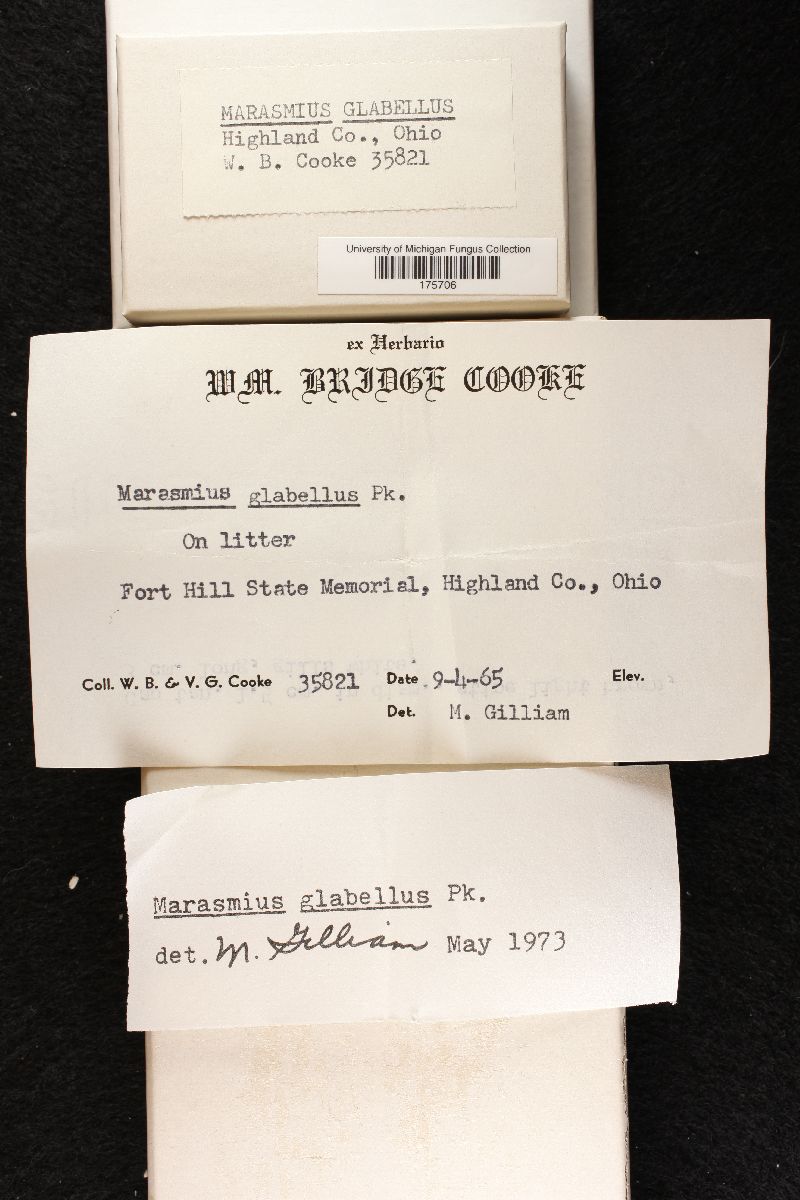 MARASMIUS GLABELLUS
Highland Co., Ohio
W. B. Cooke 35821
University of Michigan Fungus Collection
175706
ex Herbario
WM. BRIDGE COOKE
Marasmius glabellus Pk.
On litter
Fort Hill State Memorial, Highland Co., Ohio
Coll. W. B. & V. G. Cooke 35821 Date 9-4-65 Elev.
Det. M. Gilliam
Marasmius glabellus Pk.
det. M. Gilliam May 1973